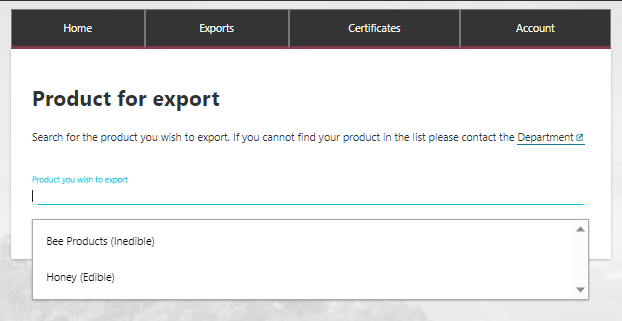 Home Exports Certificates Account
Product for export
Search for the product you wish to export. If you cannot find your product in the list please contact the Department
Product you wish to export
Bee Products (Inedible)
Honey (Edible)